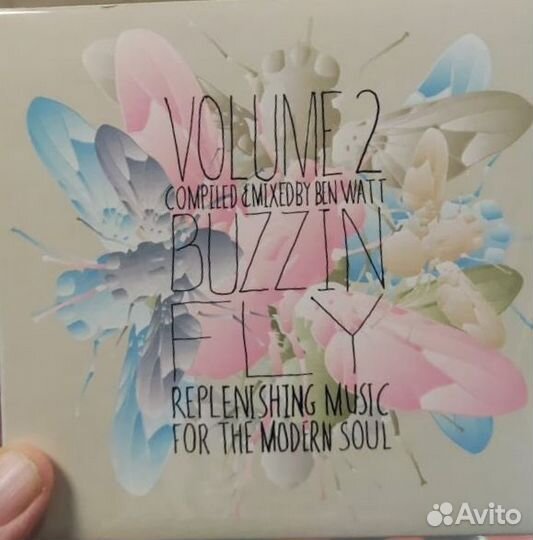 VOLUME 2
COMPILED & MIXED BY BEN WATT
BUZZIN
FLY
REPLENISHING MUSIC
FOR THE MODERN SOUL
Avito